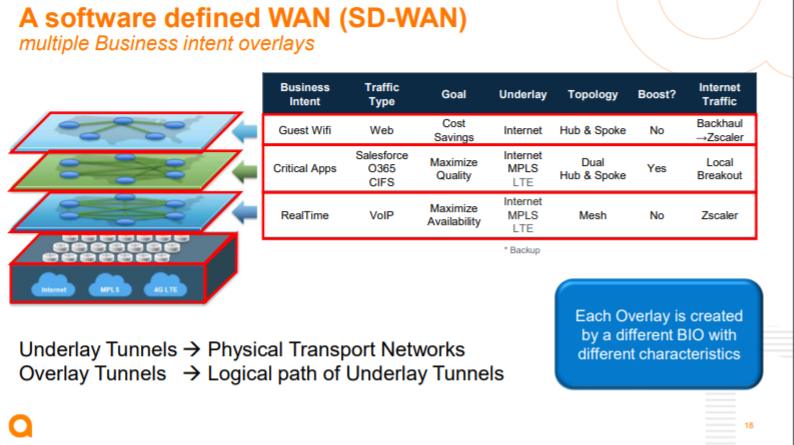 A software defined WAN (SD-WAN)
multiple Business intent overlays
Business Intent Traffic Type Goal Underlay Topology Boost? Internet Traffic
Guest Wifi Web Cost Savings Internet Hub & Spoke No Backhaul →Zscaler
Critical Apps Salesforce O365 CIFS Maximize Quality Internet MPLS LTE Dual Hub & Spoke Yes Local Breakout
RealTime VoIP Maximize Availability Internet MPLS LTE Mesh No Zscaler
* Backup
Internet MPLS 4G LTE
Each Overlay is created
by a different BIO with
different characteristics
Underlay Tunnels → Physical Transport Networks
Overlay Tunnels → Logical path of Underlay Tunnels
18